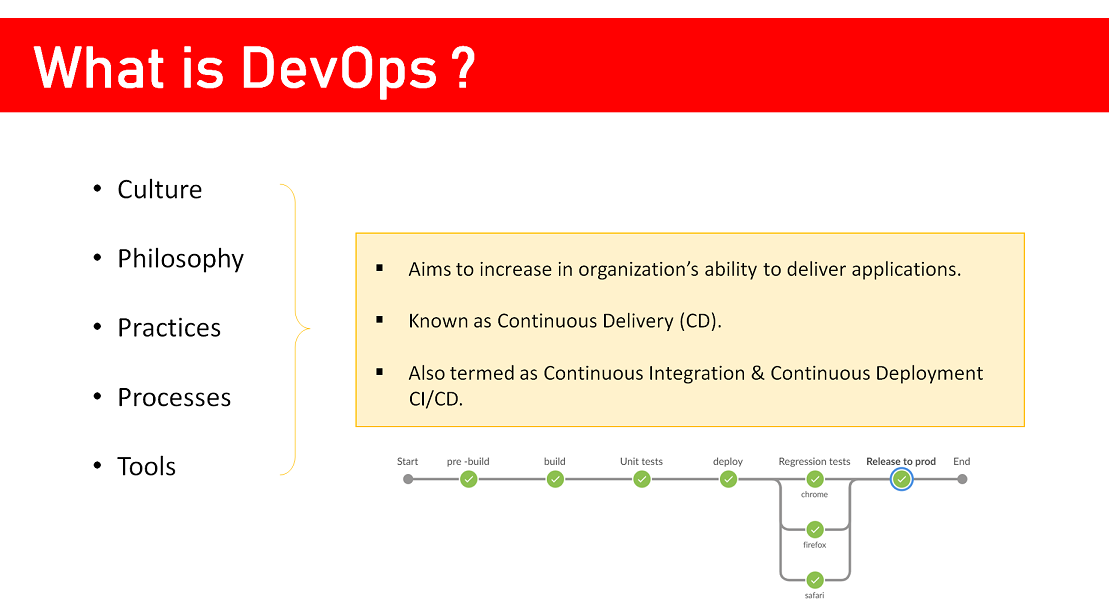 What is DevOps ?
• Culture
• Philosophy
• Practices
• Processes
• Tools
▪ Aims to increase in organization’s ability to deliver applications.
▪ Known as Continuous Delivery (CD).
▪ Also termed as Continuous Integration & Continuous Deployment
CI/CD.
Start pre -build build Unit tests deploy Regression tests Release to prod End
chrome
firefox
safari